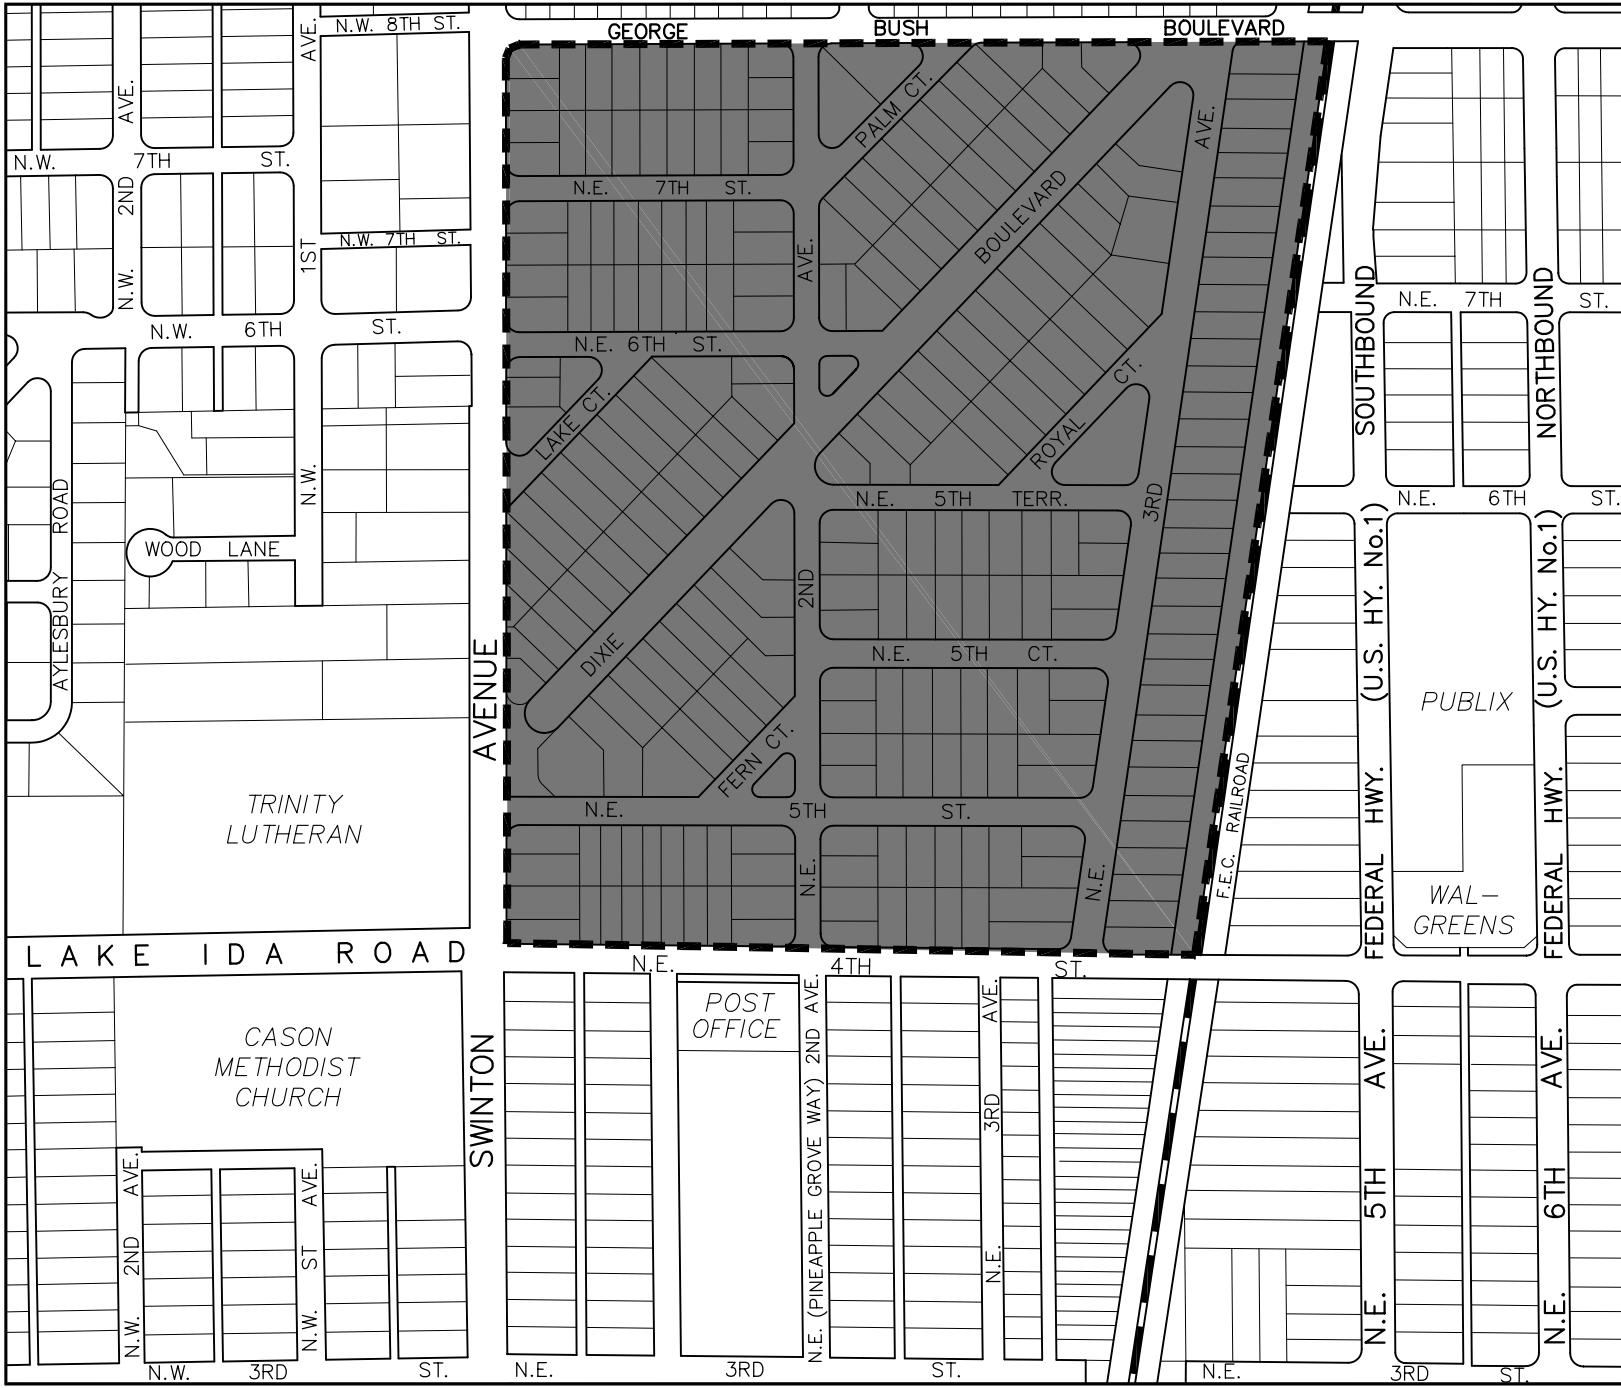 N.W. 8TH ST.
GEORGE BUSH BOULEVARD
AVE.
AVE.
PALM CT.
AVE.
N.W. 7TH ST.
2ND
N.W.
1ST
N.W. 7TH ST.
N.E. 7TH ST.
BOULEVARD
AVE.
N.W. 6TH ST.
N.E. 6TH ST.
SOUTHBOUND
N.E. 7TH ST.
NORTHBOUND
LAKE CT.
ROYAL CT.
N.W.
AYLESBURY ROAD
WOOD LANE
N.E. 5TH TERR.
3RD
N.E. 6TH ST.
(U.S. HY. No.1)
(U.S. HY. No.1)
2ND
DIXIE
N.E. 5TH CT.
AVENUE
PUBLIX
FERN CT.
TRINITY
LUTHERAN
N.E. 5TH ST.
F.E.C. RAILROAD
FEDERAL HWY.
FEDERAL HWY.
N.E.
N.E.
WAL-
GREENS
LAKE IDA ROAD
N.E. 4TH ST.
POST
OFFICE
CASON
METHODIST
CHURCH
SWINTON
N.E. (PINEAPPLE GROVE WAY) 2ND AVE.
N.E. 3RD AVE.
N.E. 5TH AVE.
N.E. 6TH AVE.
N.W. 2ND AVE.
N.W. 1ST AVE.
N.W. 3RD ST.
N.E. 3RD ST.
N.E. 3RD ST.